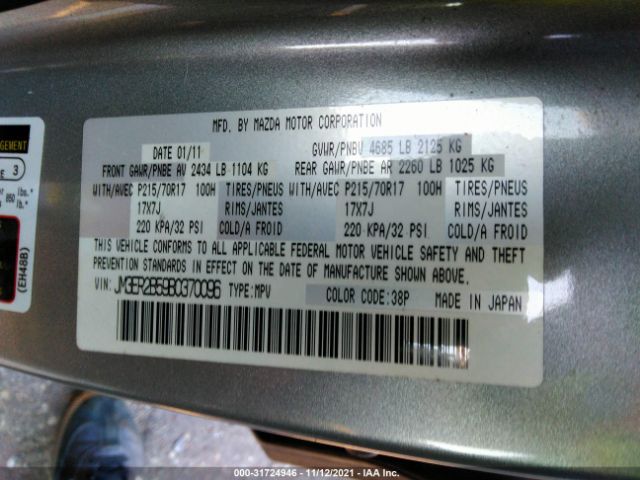 MFD. BY MAZDA MOTOR CORPORATION
DATE 01/11 GVWR/PNBV 4685 LB 2125 KG
FRONT GAWR/PNBE AV 2434 LB 1104 KG REAR GAWR/PNBE AR 2260 LB 1025 KG
WITH/AVEC P215/70R17 100H TIRES/PNEUS WITH/AVEC P215/70R17 100H TIRES/PNEUS
17X7J RIMS/JANTES 17X7J RIMS/JANTES
220 KPA/32 PSI COLD/A FROID 220 KPA/32 PSI COLD/A FROID
THIS VEHICLE CONFORMS TO ALL APPLICABLE FEDERAL MOTOR VEHICLE SAFETY AND THEFT
PREVENTION STANDARDS IN EFFECT ON THE DATE OF MANUFACTURE SHOWN ABOVE.
VIN: JM3ER2B59B0370096 TYPE:MPV COLOR CODE:38P MADE IN JAPAN
3
lbs.*
850 lbs.*
(EH48B)
000-31724946 - 11/12/2021 - IAA Inc.